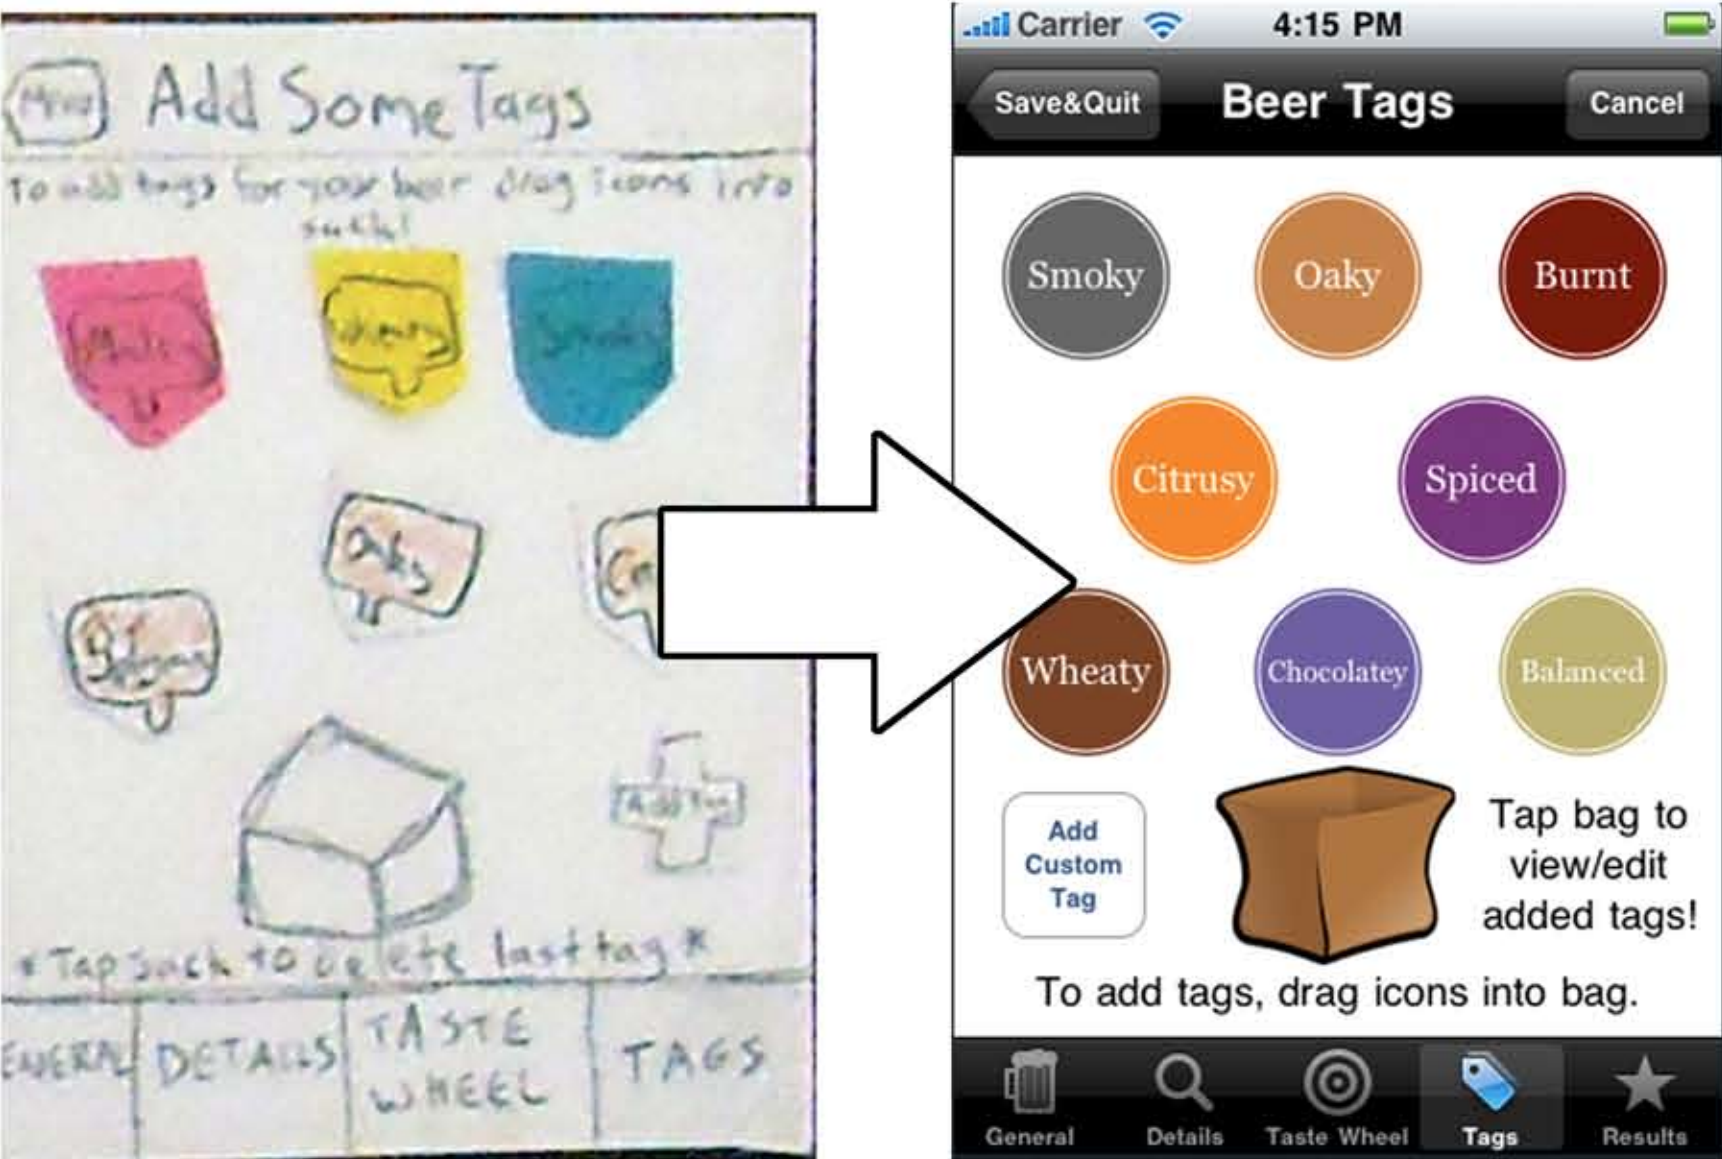 Add Some Tags
To add tags for your beer drag icons into
Oaky
Add Tag
*Tap sack to delete last tag*
DETAILS
TASTE
WHEEL
TAGS
Carrier
4:15 PM
Save&Quit
Beer Tags
Cancel
Smoky
Oaky
Burnt
Citrusy
Spiced
Wheaty
Chocolatey
Balanced
Add
Custom
Tag
Tap bag to
view/edit
added tags!
To add tags, drag icons into bag.
General
Details
Taste Wheel
Tags
Results